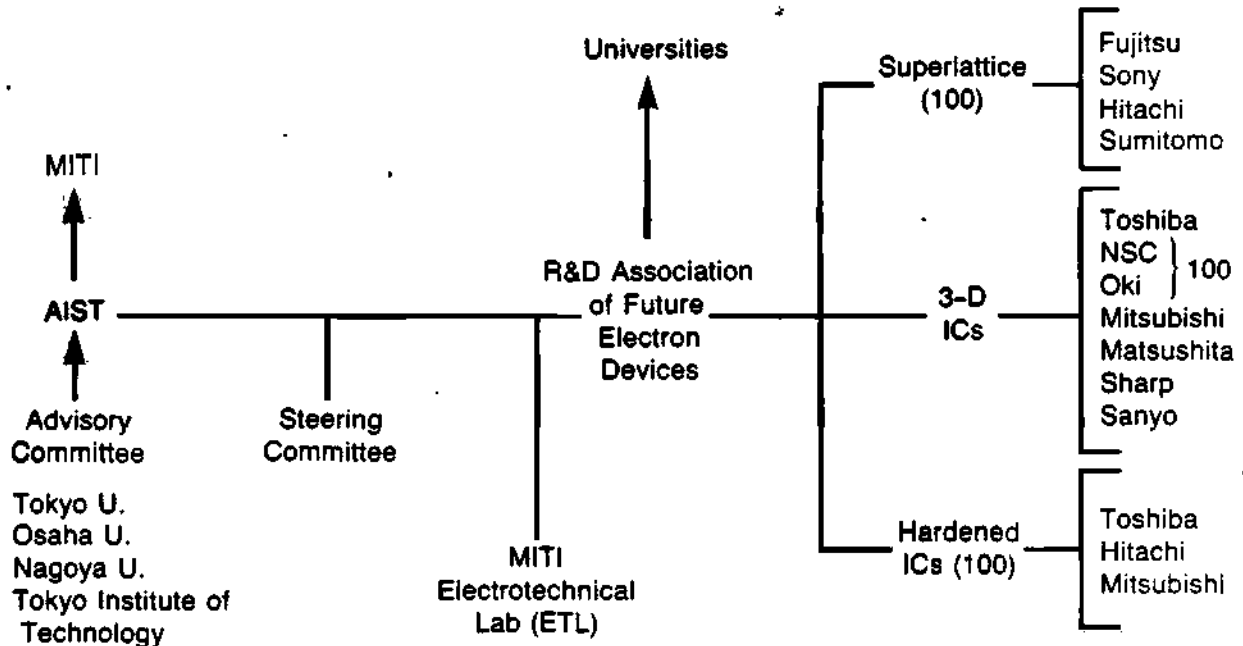 MITI
AIST
Advisory
Committee
Tokyo U.
Osaha U.
Nagoya U.
Tokyo Institute of
Technology
Steering
Committee
MITI
Electrotechnical
Lab (ETL)
Universities
R&D Association
of Future
Electron
Devices
Superlattice
(100)
Fujitsu
Sony
Hitachi
Sumitomo
3-D
ICs
Toshiba
NSC
Oki
} 100
Mitsubishi
Matsushita
Sharp
Sanyo
Hardened
ICs (100)
Toshiba
Hitachi
Mitsubishi